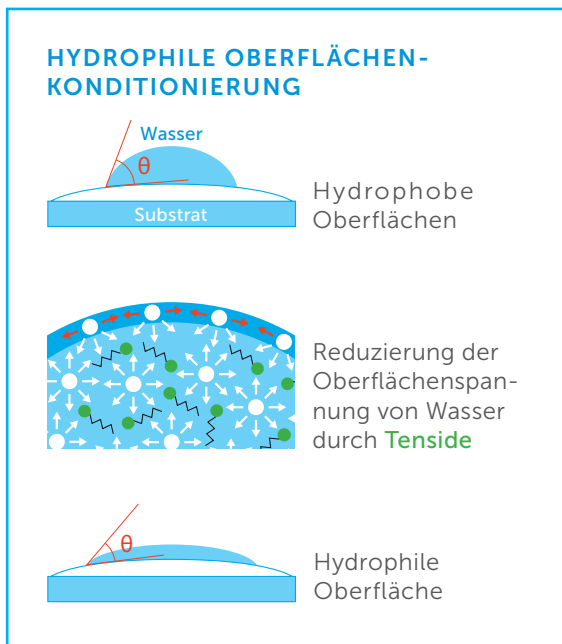 HYDROPHILE OBERFLÄCHEN-
KONDITIONIERUNG
Wasser
θ
Substrat
Hydrophobe
Oberflächen
Reduzierung der
Oberflächenspan-
nung von Wasser
durch Tenside
θ
Hydrophile
Oberfläche